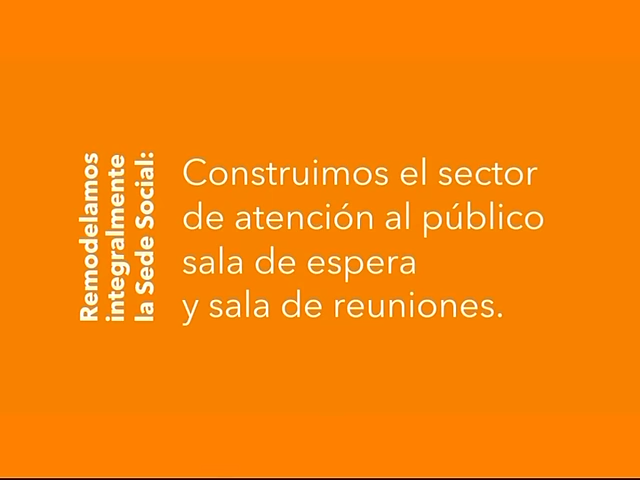 Remodelamos
integralmente
la Sede Social:
Construimos el sector
de atención al público
sala de espera
y sala de reuniones.